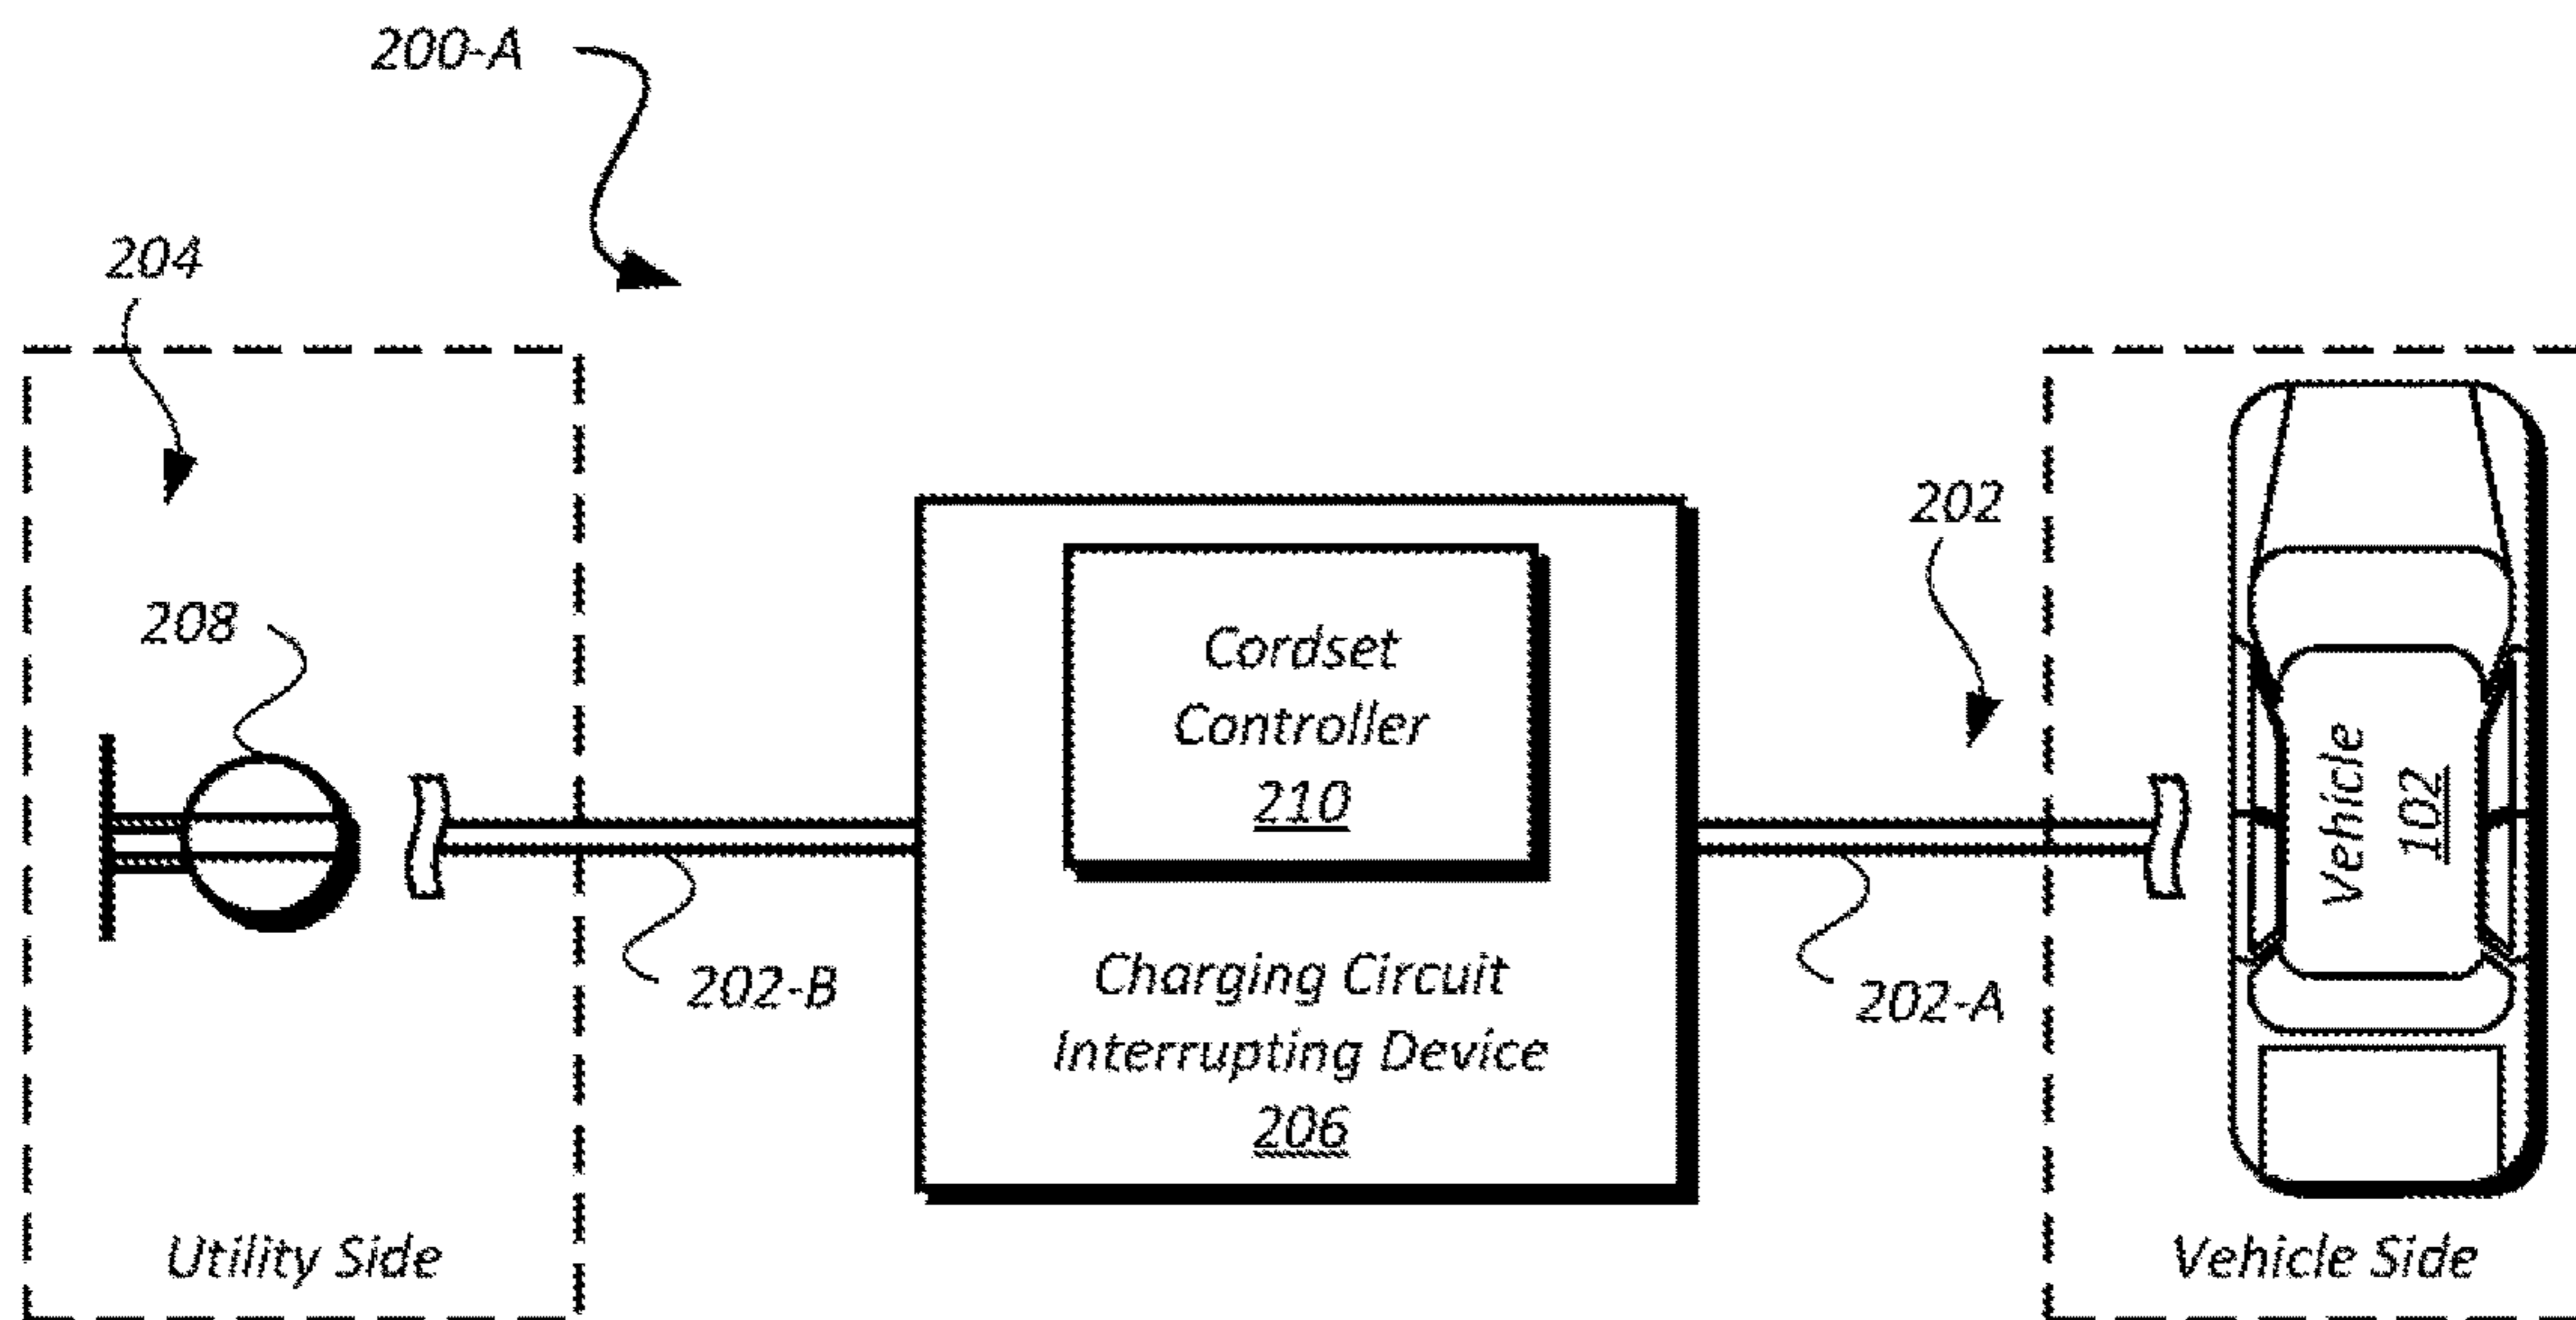 200-A
204
208
202-B
Utility Side
Cordset
Controller
210
Charging Circuit
Interrupting Device
206
202
202-A
Vehicle
102
Vehicle Side